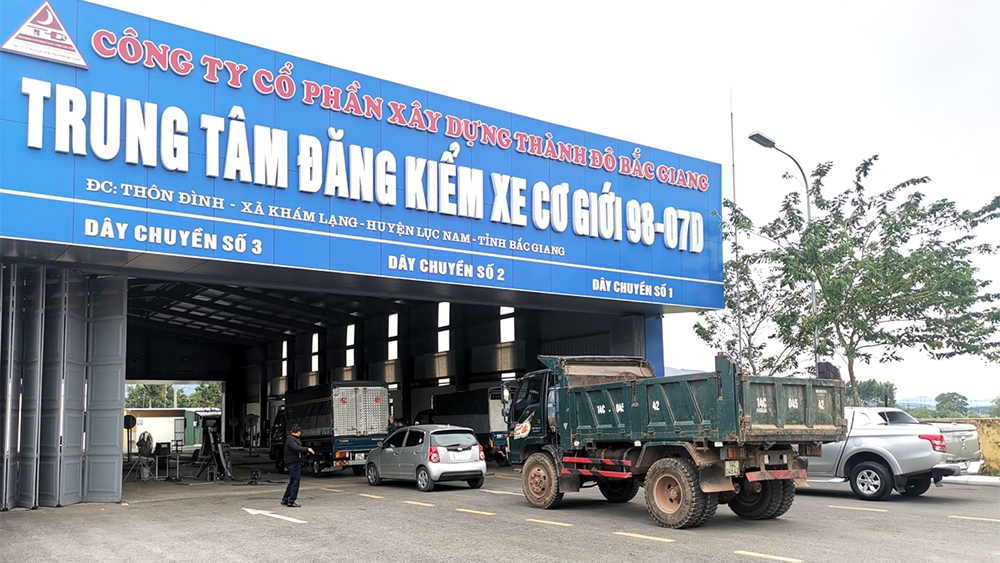 CÔNG TY CỔ PHẦN XÂY DỰNG THÀNH ĐÔ BẮC GIANG
TRUNG TÂM ĐĂNG KIỂM XE CƠ GIỚI 98-07D
ĐC: THÔN ĐÌNH - XÃ KHÁM LẠNG - HUYỆN LỤC NAM - TỈNH BẮC GIANG
DÂY CHUYỀN SỐ 3
DÂY CHUYỀN SỐ 2
DÂY CHUYỀN SỐ 1
14C